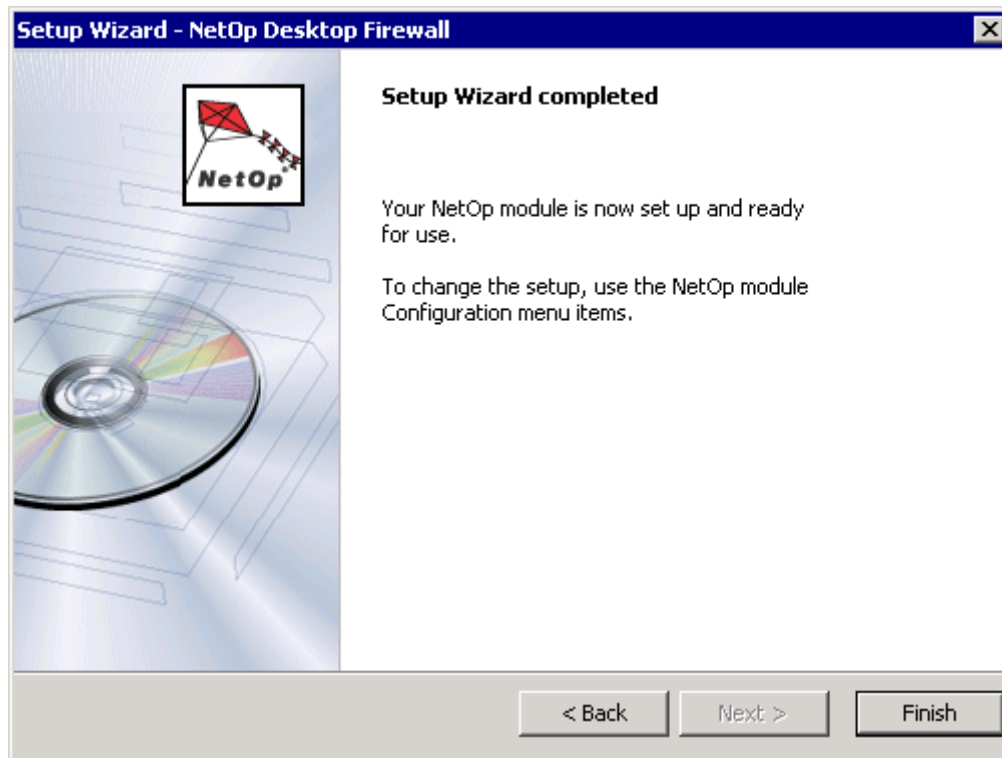 Setup Wizard - NetOp Desktop Firewall
NetOp®
Setup Wizard completed
Your NetOp module is now set up and ready
for use.
To change the setup, use the NetOp module
Configuration menu items.
< Back
Next >
Finish